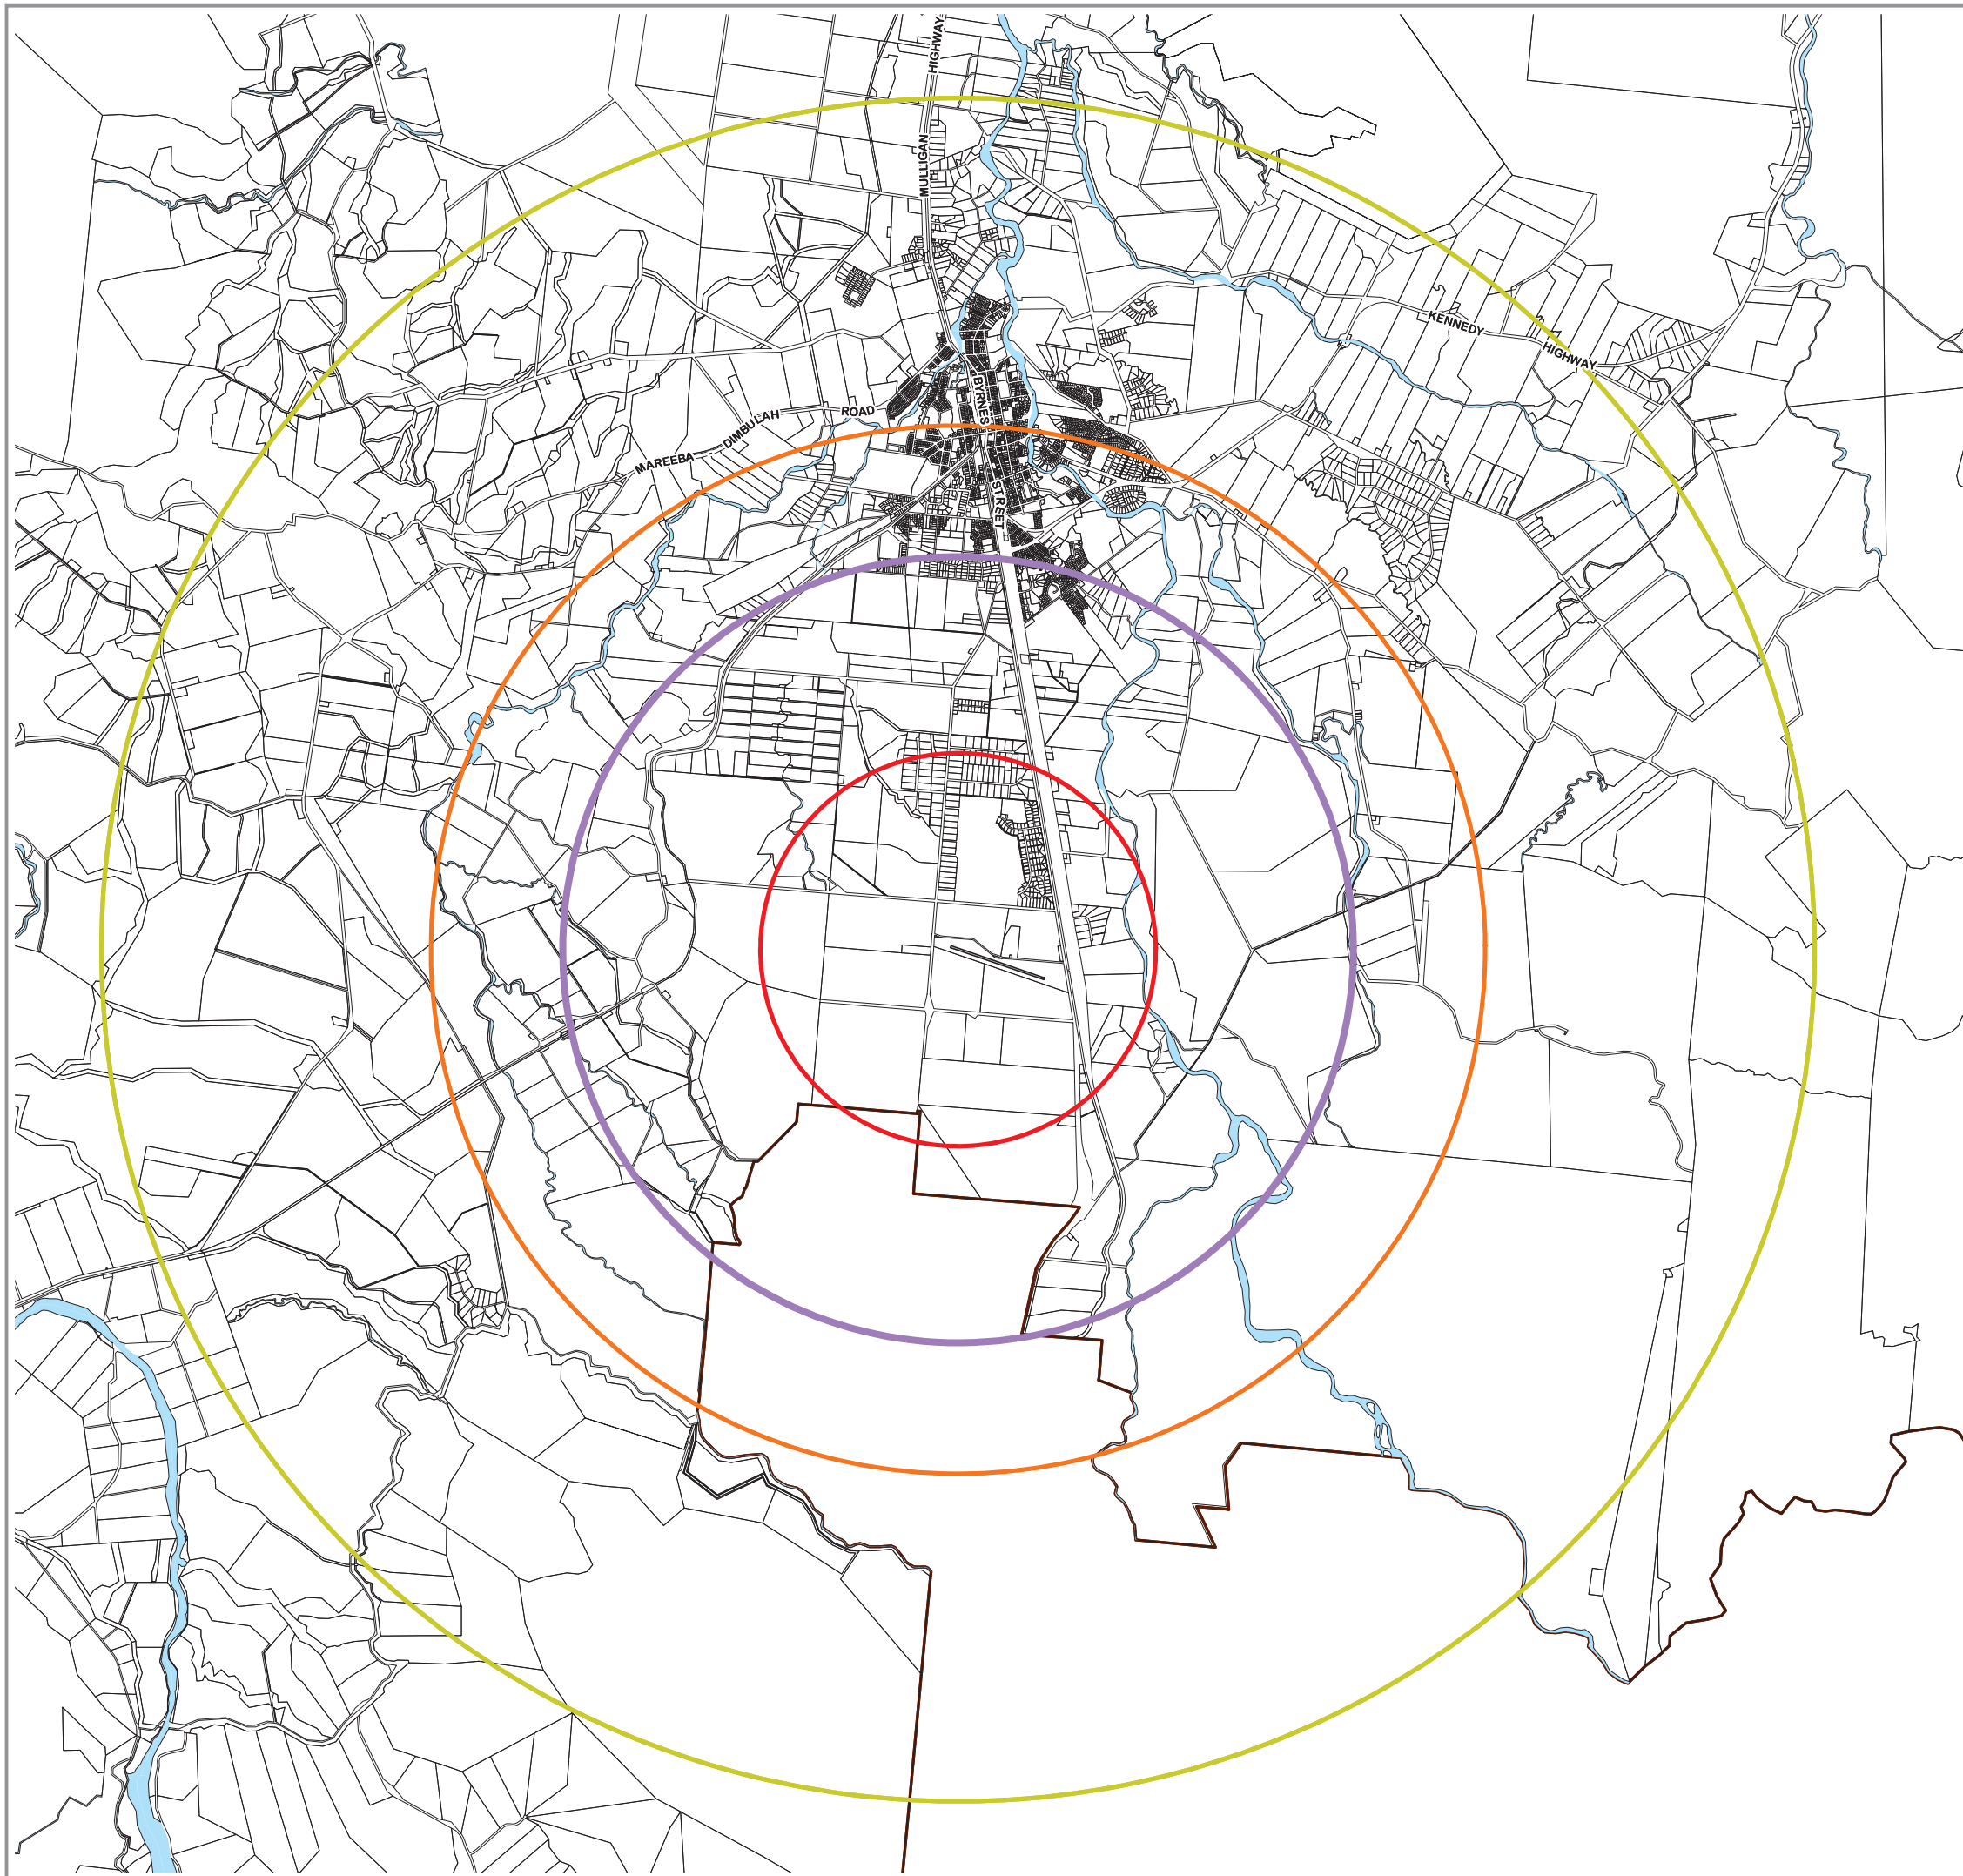 HIGHWAY
MULLIGAN
KENNEDY
HIGHWAY
BYRNES
STREET
MAREEBA - DIMBULAH ROAD